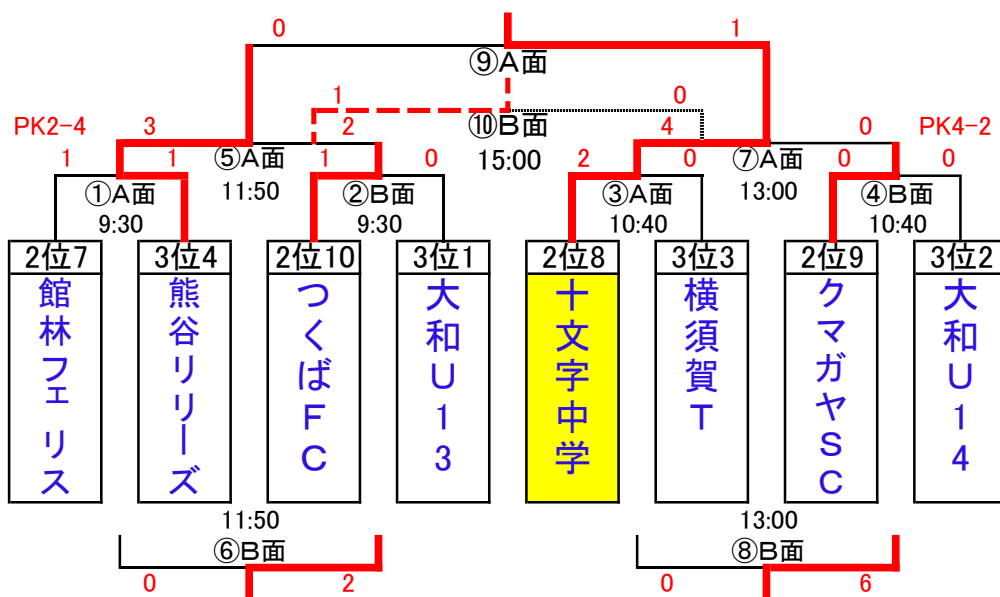 0 1
⑨A面
1 0
⑩B面
PK2-4 3 2 4 0 PK4-2
⑤A面 15:00 ⑦A面
1 1 1 0 2 0 0 0
11:50 13:00
①A面 ②B面 ③A面 ④B面
9:30 9:30 10:40 10:40
2位7 3位4 2位10 3位1 2位8 3位3 2位9 3位2
館林フェリス
熊谷リリーズ
つくばFC
大和U13
十文字中学
横須賀T
クマガヤSC
大和U14
11:50 13:00
⑥B面 ⑧B面
0 2 0 6